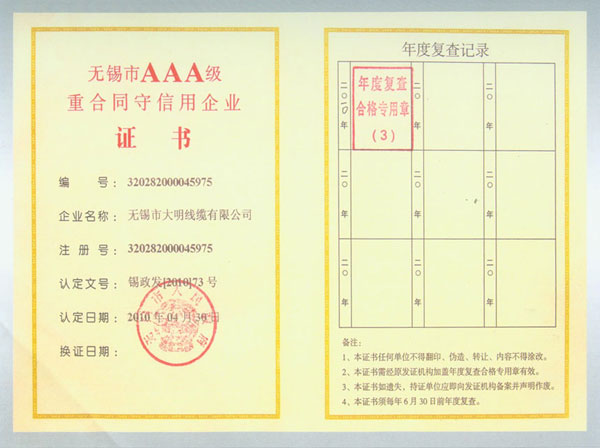 无锡市AAA级
重合同守信用企业
证书
编 号：320282000045975
企业名称：无锡市大明线缆有限公司
注 册 号：320282000045975
认定文号：锡政发[2010]73号
认定日期：2010年04月30日
换证日期：
年度复查记录
二〇一〇年
年度复查
合格专用章
（3）
二〇 年
二〇 年
二〇 年
二〇 年
二〇 年
二〇 年
二〇 年
二〇 年
备注：
1、本证书任何单位不得翻印、伪造、转让、内容不得涂改。
2、本证书需经原发证机构加盖年度复查合格专用章有效。
3、本证书如遗失、持证单位应即向发证机构备案并声明作废。
4、本证书须每年6月30日前年度复查。